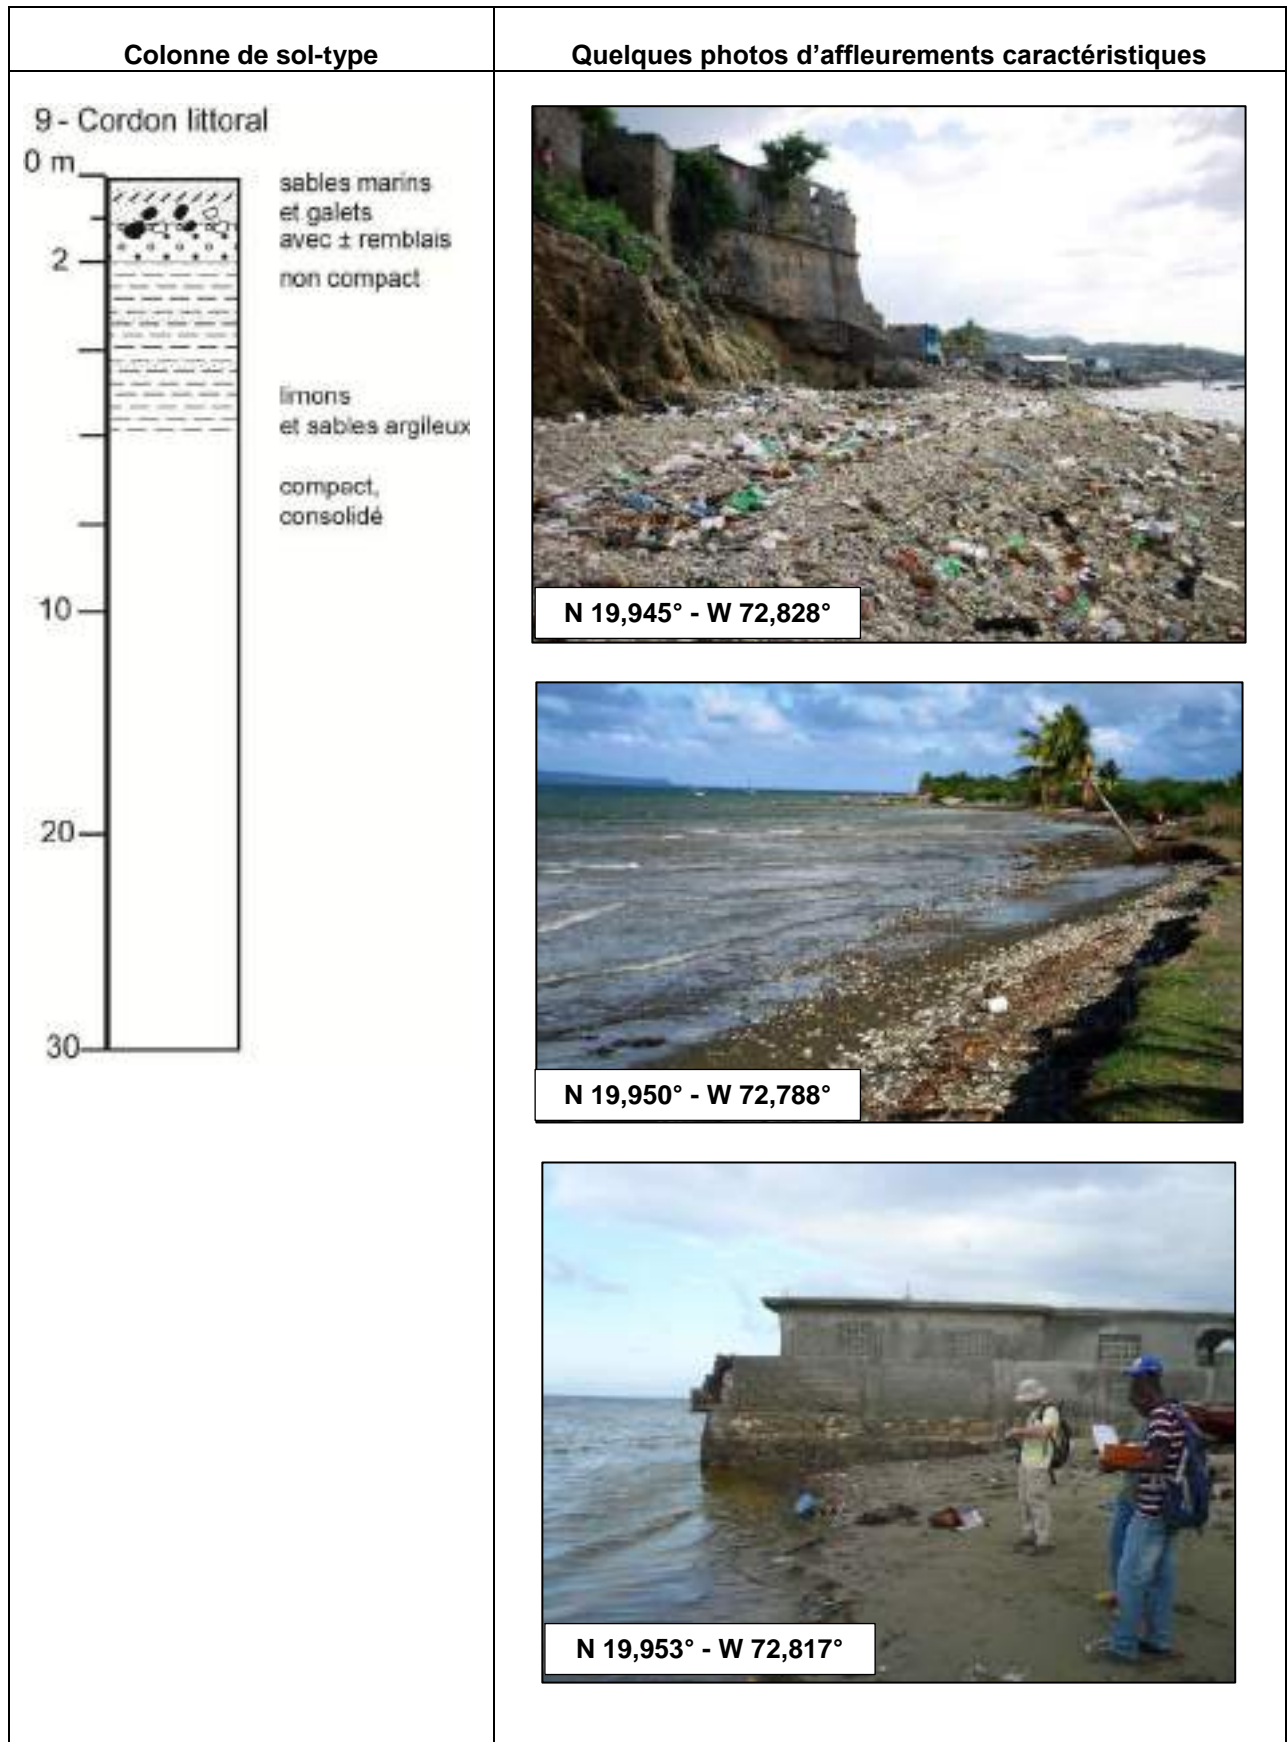 Colonne de sol-type
Quelques photos d'affleurements caractéristiques
9 - Cordon littoral
0 m
sables marins
et galets
avec ± remblais
2
non compact
limons
et sables argileux
compact,
consolidé
10
20
30
N 19,945° - W 72,828°
N 19,950° - W 72,788°
N 19,953° - W 72,817°